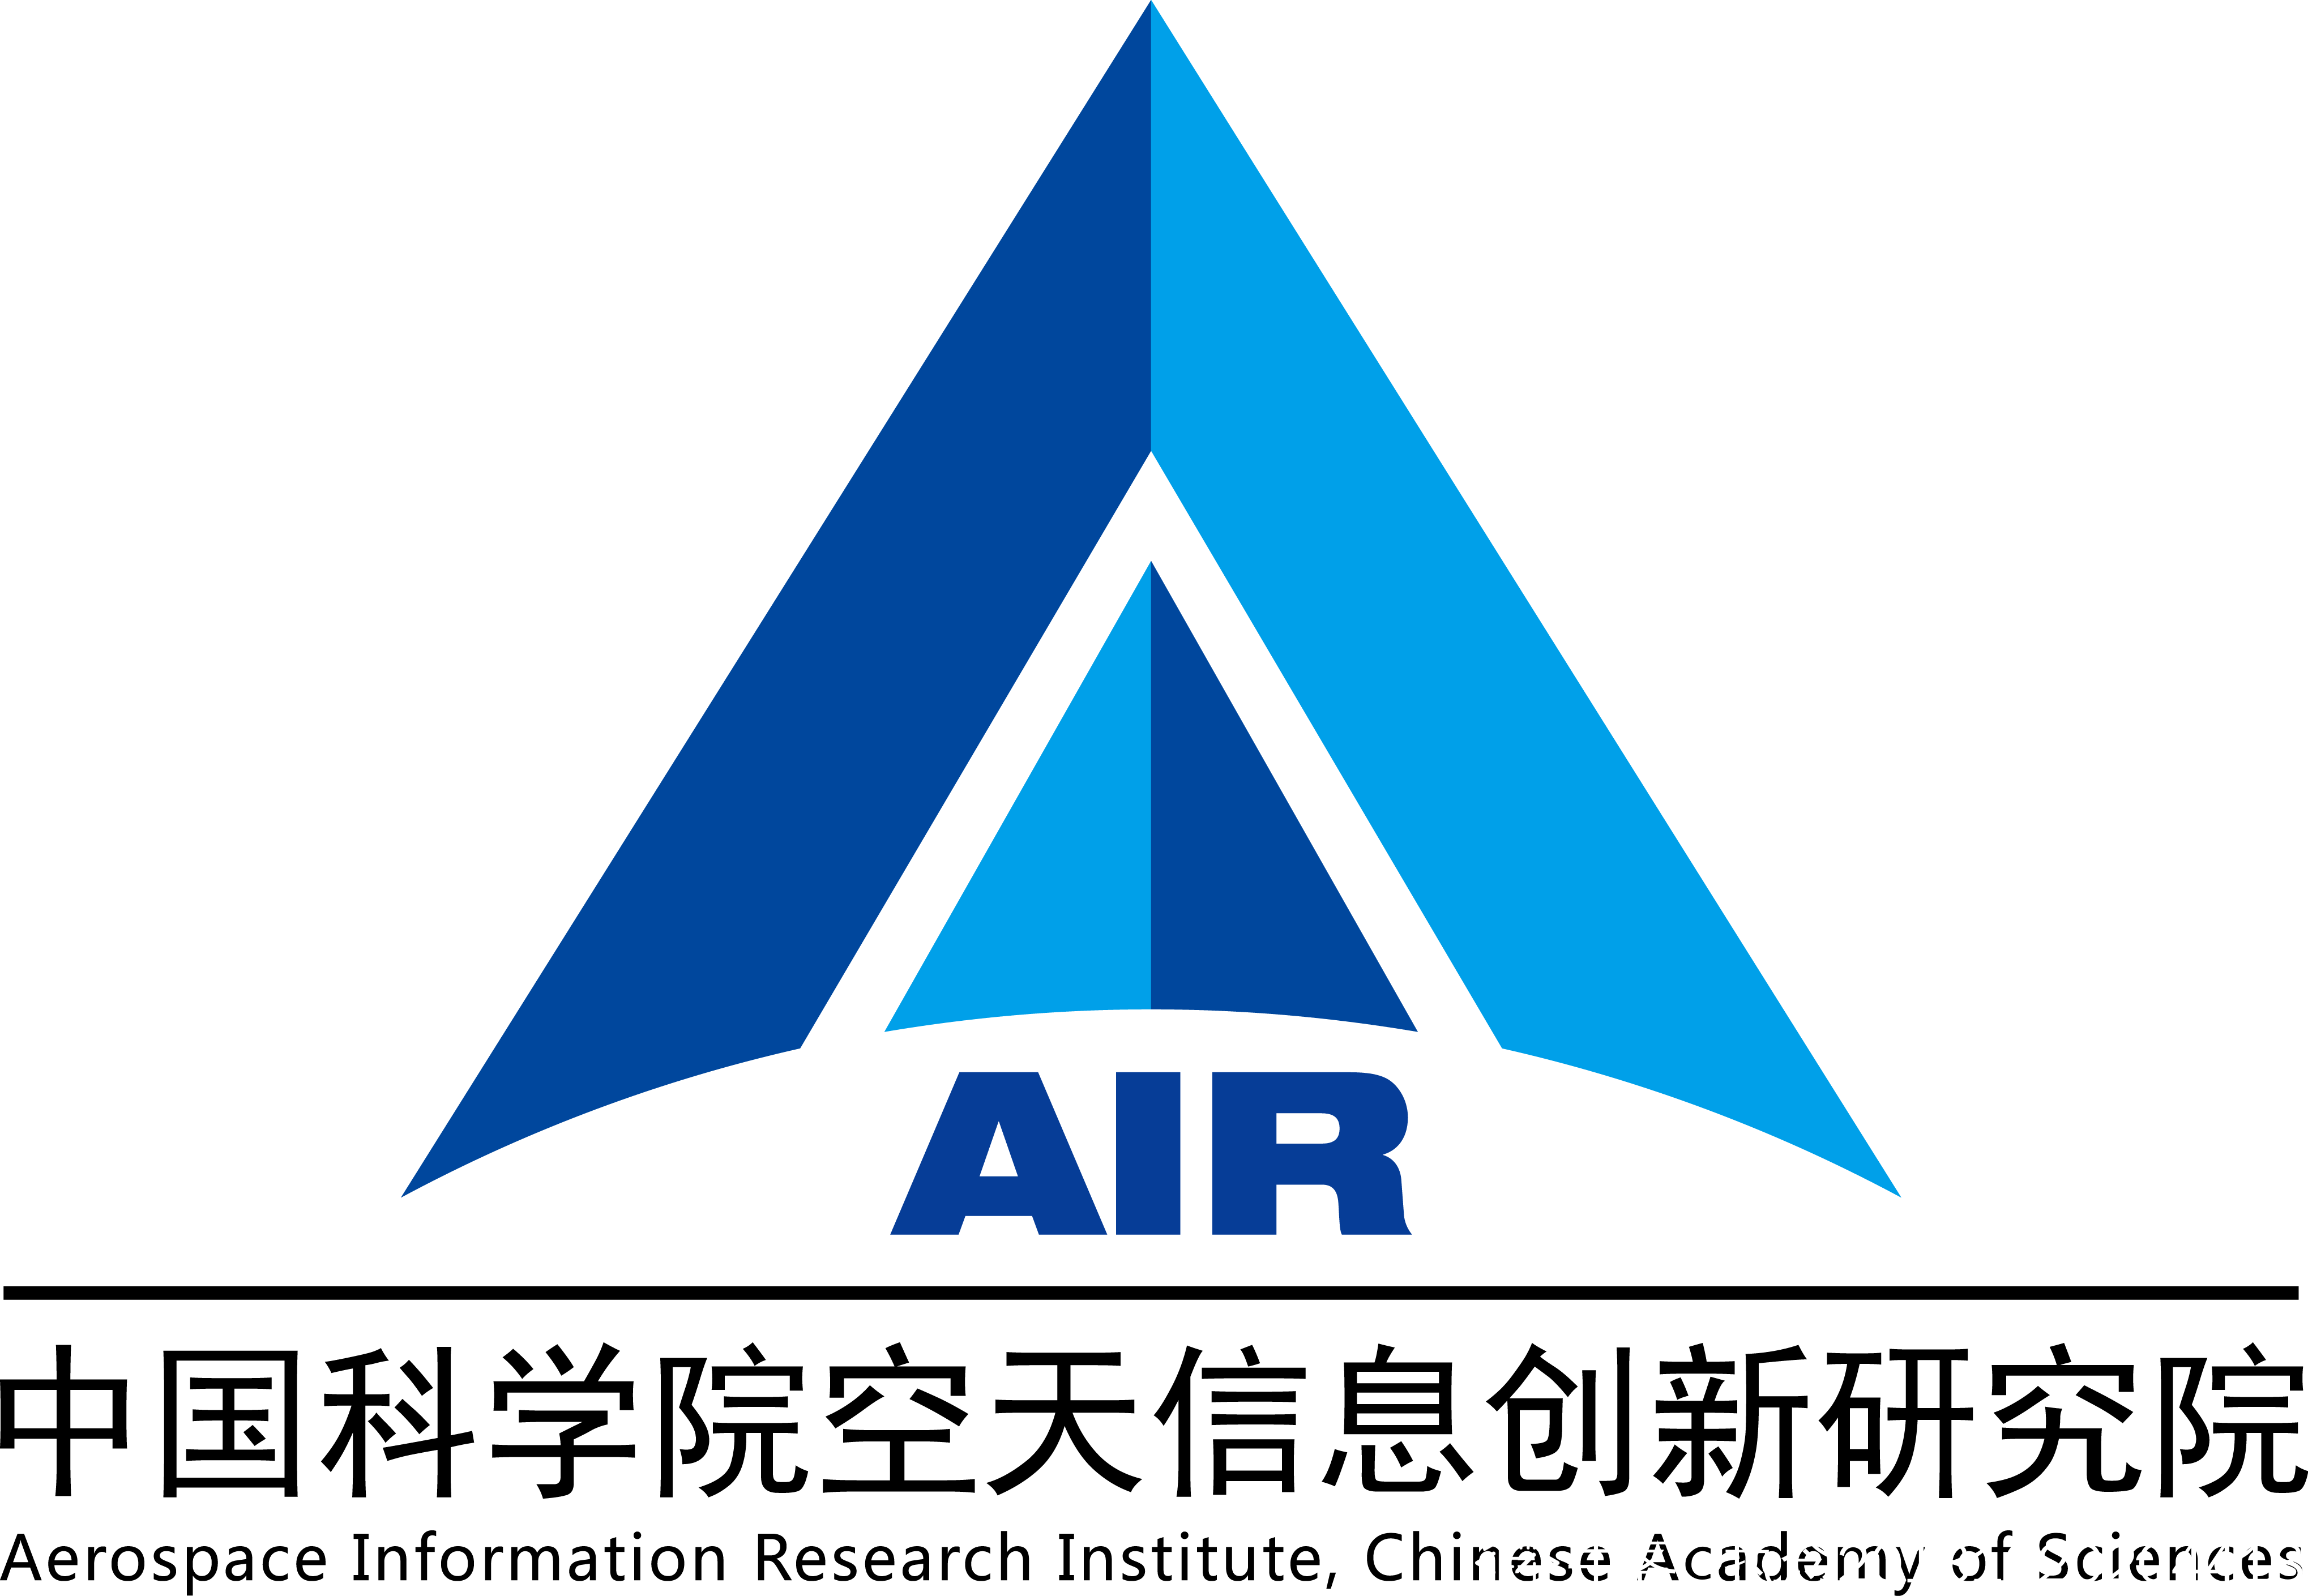 AIR
中国科学院空天信息创新研究院
Aerospace Information Research Institute, Chinese Academy of Sciences